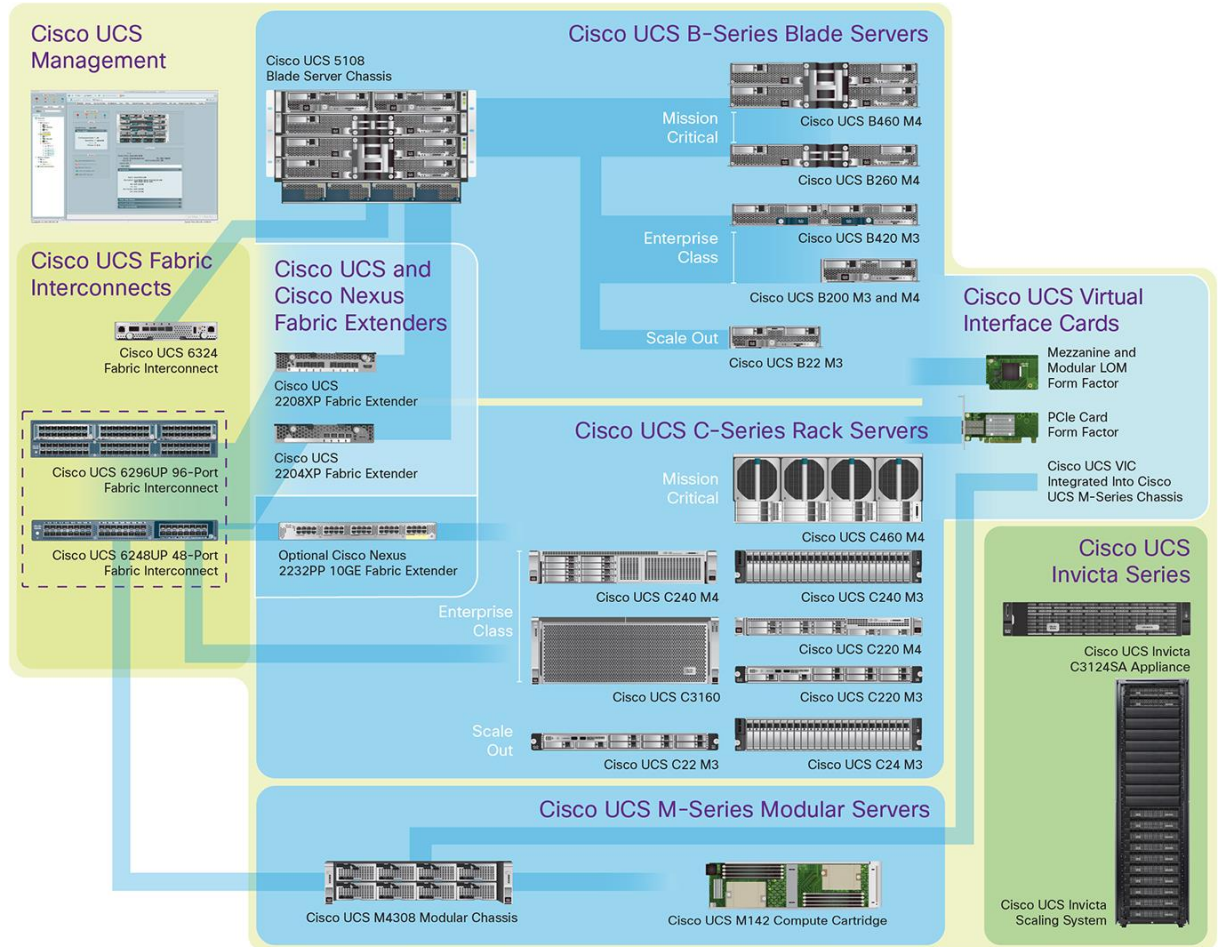 Cisco UCS
Management
Cisco UCS B-Series Blade Servers
Cisco UCS 5108
Blade Server Chassis
Mission
Critical
Cisco UCS B460 M4
Cisco UCS B260 M4
Enterprise
Class
Cisco UCS B420 M3
Cisco UCS B200 M3 and M4
Scale Out
Cisco UCS B22 M3
Cisco UCS Fabric
Interconnects
Cisco UCS 6324
Fabric Interconnect
Cisco UCS 6296UP 96-Port
Fabric Interconnect
Cisco UCS 6248UP 48-Port
Fabric Interconnect
Cisco UCS and
Cisco Nexus
Fabric Extenders
Cisco UCS
2208XP Fabric Extender
Cisco UCS
2204XP Fabric Extender
Optional Cisco Nexus
2232PP 10GE Fabric Extender
Cisco UCS Virtual
Interface Cards
Mezzanine and
Modular LOM
Form Factor
PCIe Card
Form Factor
Cisco UCS VIC
Integrated Into Cisco
UCS M-Series Chassis
Cisco UCS C-Series Rack Servers
Mission
Critical
Cisco UCS C460 M4
Enterprise
Class
Cisco UCS C240 M4
Cisco UCS C240 M3
Cisco UCS C220 M4
Cisco UCS C3160
Cisco UCS C220 M3
Scale
Out
Cisco UCS C22 M3
Cisco UCS C24 M3
Cisco UCS
Invicta Series
Cisco UCS Invicta
C3124SA Appliance
Cisco UCS Invicta
Scaling System
Cisco UCS M-Series Modular Servers
Cisco UCS M4308 Modular Chassis
Cisco UCS M142 Compute Cartridge